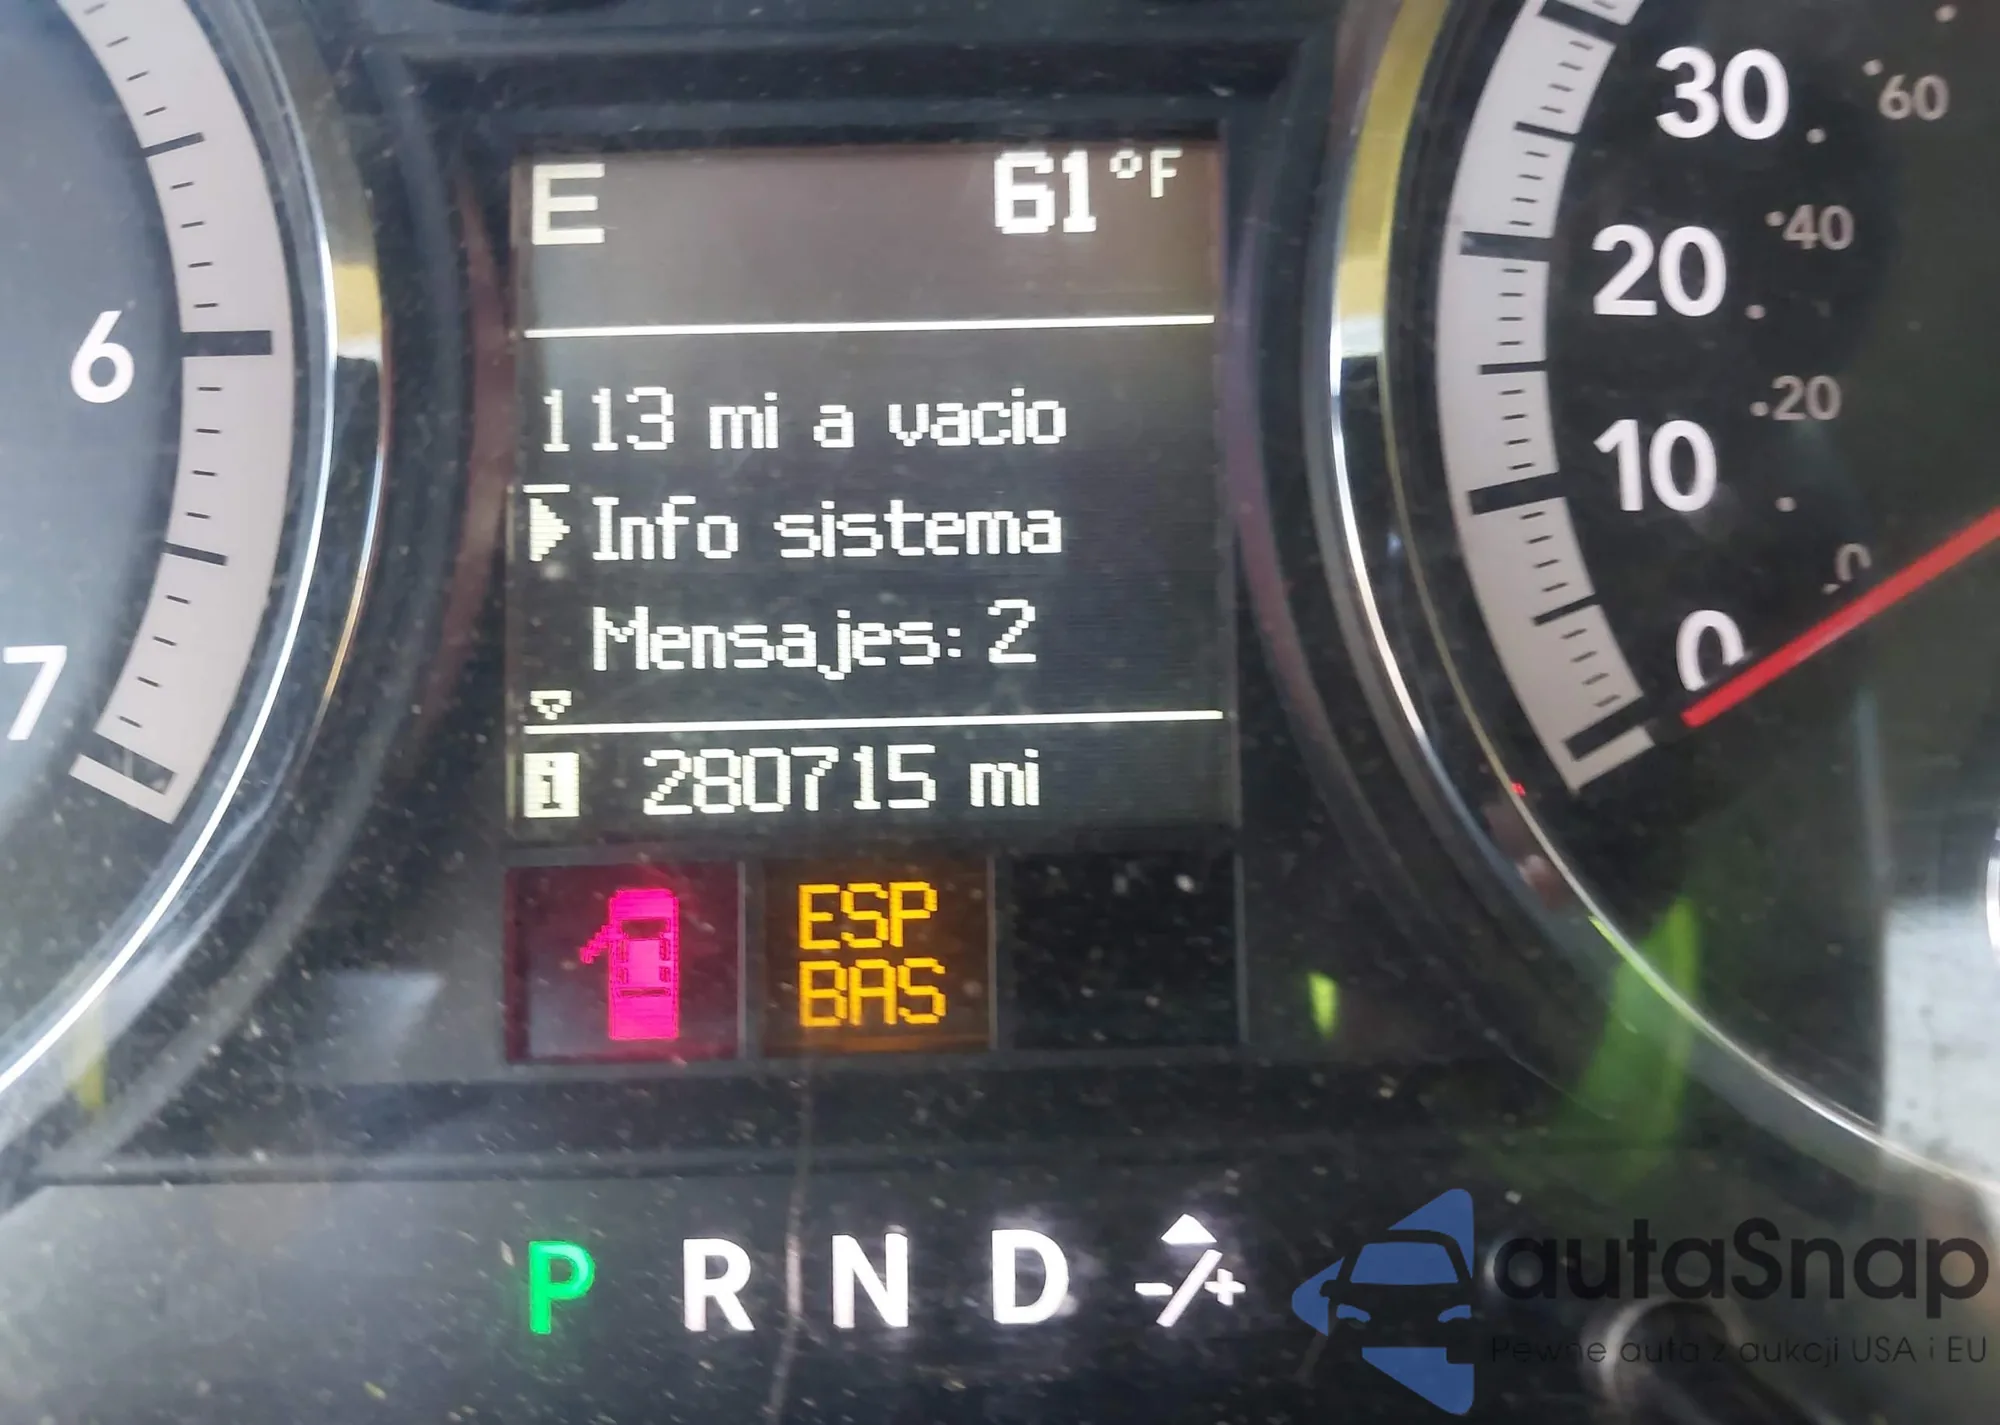 E 61°F
113 mi a vacio
Info sistema
Mensajes: 2
i 280715 mi
ESP
BAS
P R N D -/+
6
7
30
20
10
0
60
40
20
0
autaSnap
Pewne auta z aukcji USA i EU